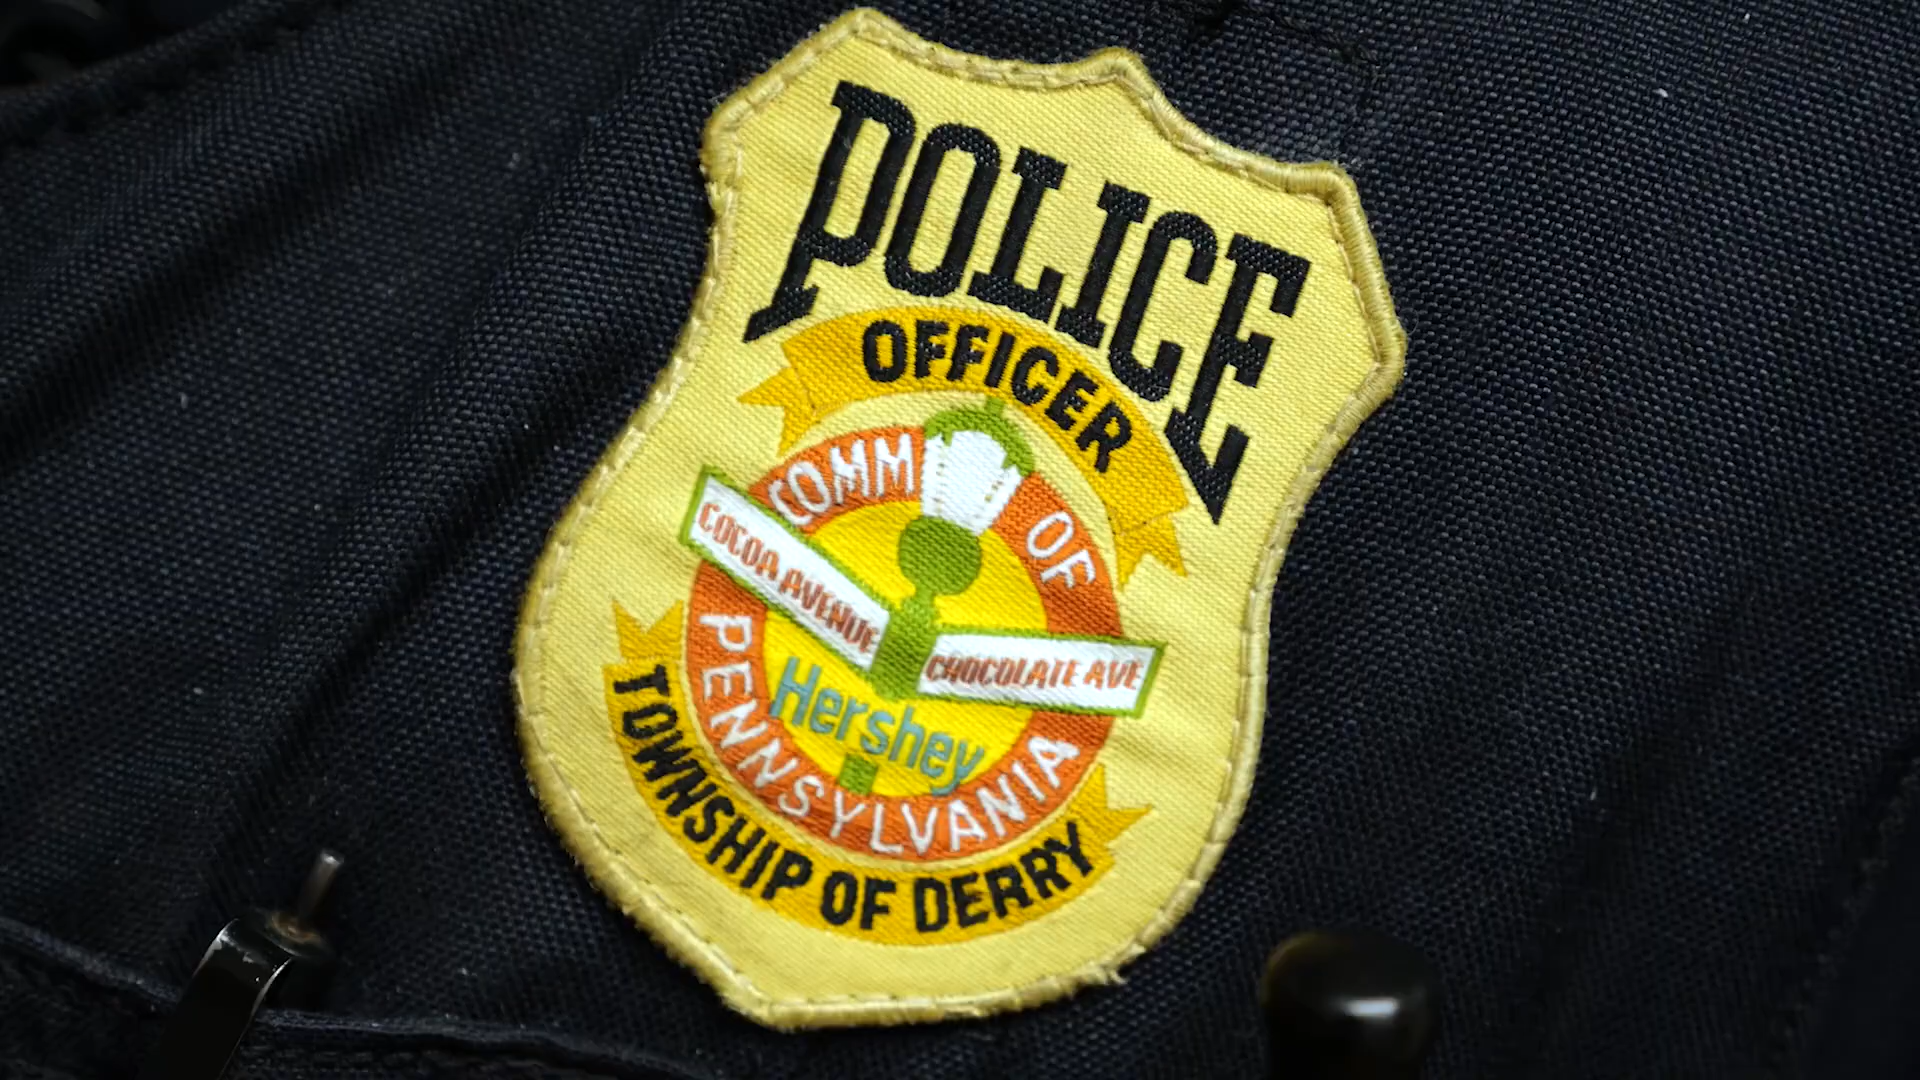 POLICE
OFFICER
COMM OF
COCOA AVENUE
CHOCOLATE AVE
Hershey
PENNSYLVANIA
TOWNSHIP OF DERRY